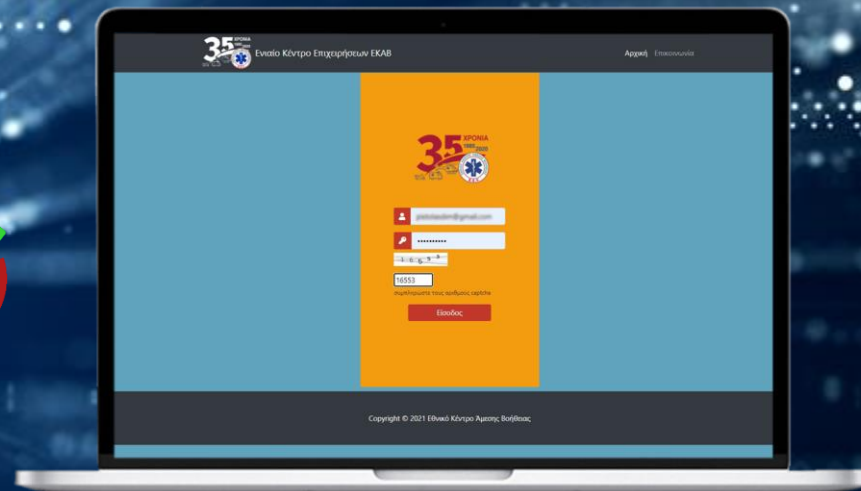 35 ΧΡΟΝΙΑ
Ενιαίο Κέντρο Επιχειρήσεων ΕΚΑΒ
Αρχική Επικοινωνία
35 ΧΡΟΝΙΑ
16553
συμπληρώστε τους αριθμούς captcha
Είσοδος
Copyright © 2021 Εθνικό Κέντρο Άμεσης Βοήθειας